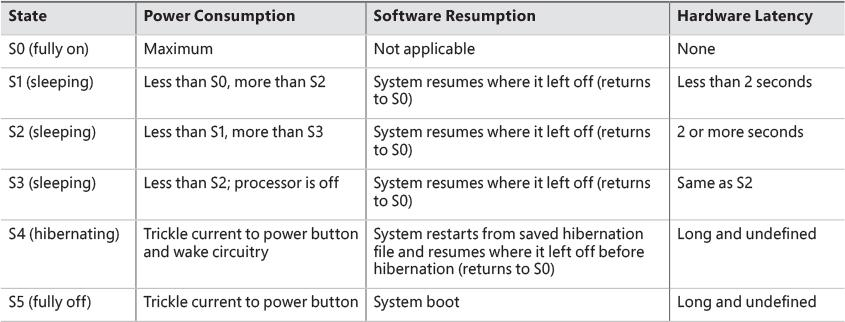 State Power Consumption Software Resumption Hardware Latency
S0 (fully on) Maximum Not applicable None
S1 (sleeping) Less than S0, more than S2 System resumes where it left off (returns Less than 2 seconds
to S0)
S2 (sleeping) Less than S1, more than S3 System resumes where it left off (returns 2 or more seconds
to S0)
S3 (sleeping) Less than S2; processor is off System resumes where it left off (returns Same as S2
to S0)
S4 (hibernating) Trickle current to power button System restarts from saved hibernation Long and undefined
and wake circuitry file and resumes where it left off before
hibernation (returns to S0)
S5 (fully off) Trickle current to power button System boot Long and undefined